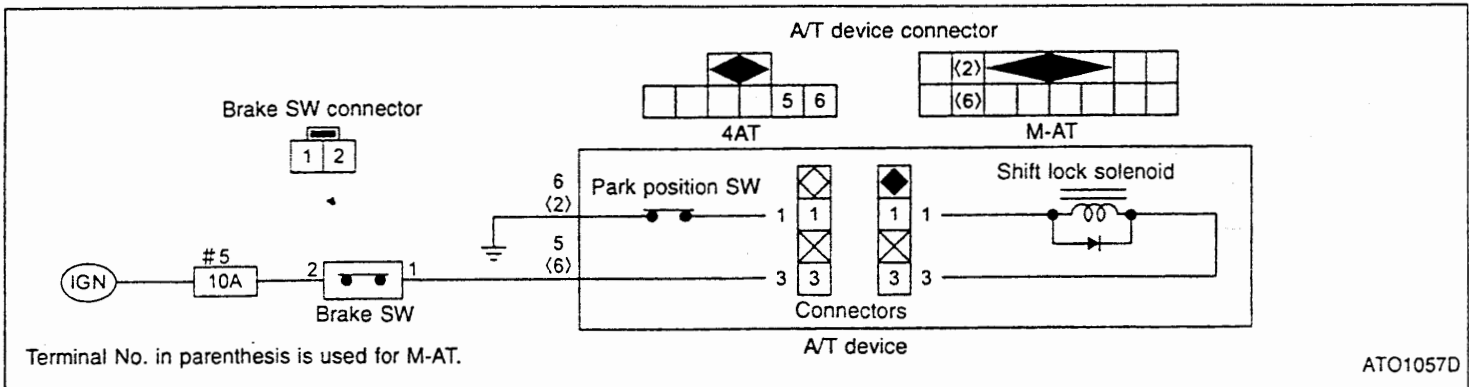 A/T device connector
⟨2⟩
⟨6⟩
5 6
4AT
M-AT
Brake SW connector
1 2
6
⟨2⟩
Park position SW
Shift lock solenoid
1 1 1 1
5
⟨6⟩
#5
IGN
10A
2 1
3 3 3 3
Brake SW
Connectors
A/T device
Terminal No. in parenthesis is used for M-AT.
ATO1057D